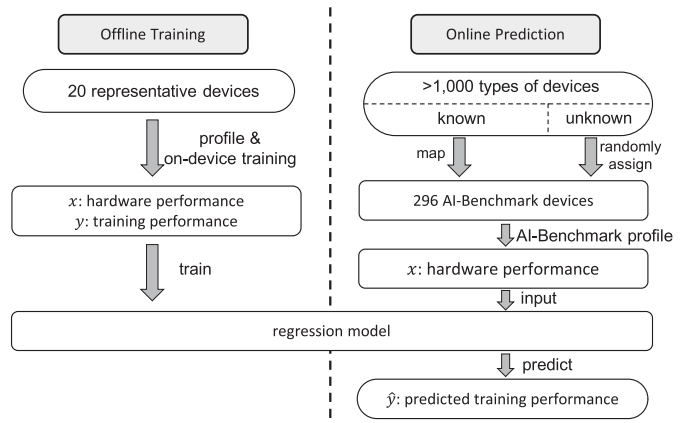 Offline Training
20 representative devices
profile &
on-device training
x: hardware performance
y: training performance
train
Online Prediction
>1,000 types of devices
known
unknown
map
randomly
assign
296 AI-Benchmark devices
AI-Benchmark profile
x: hardware performance
input
regression model
predict
ŷ: predicted training performance